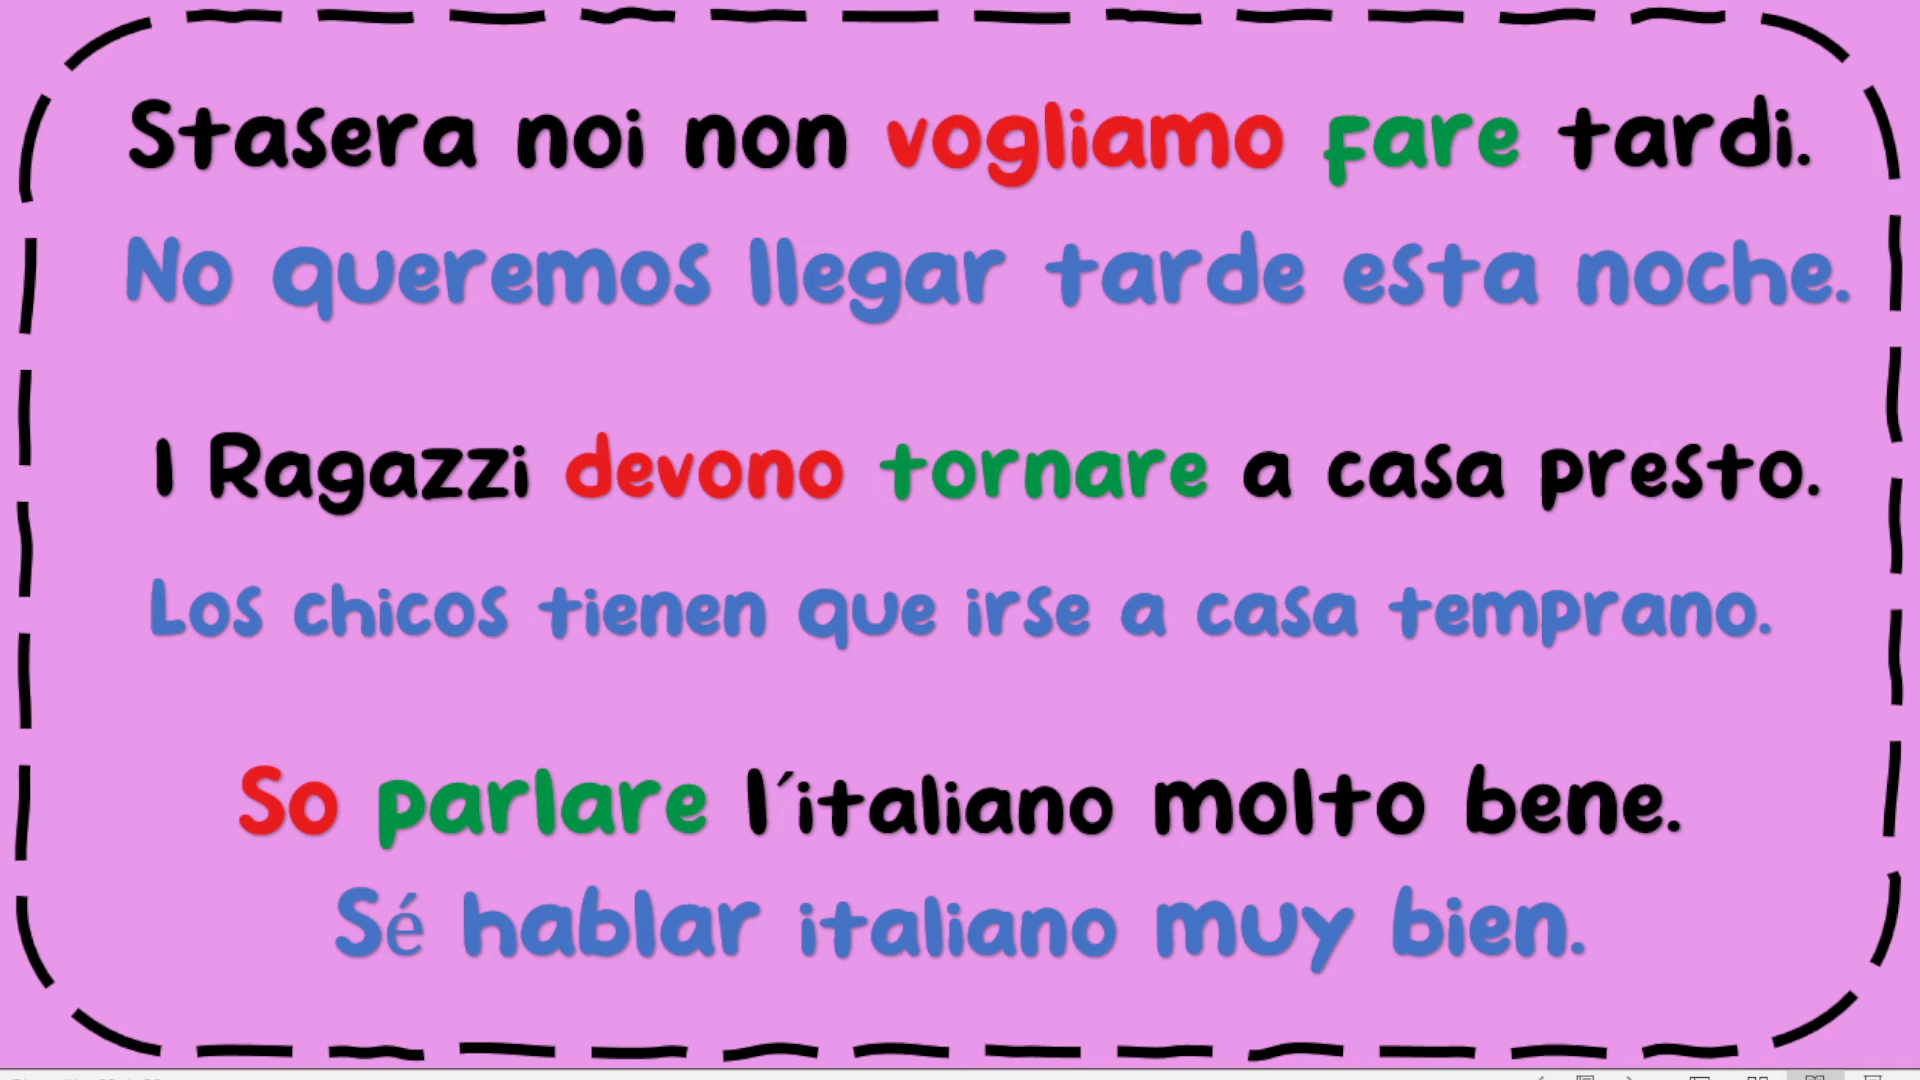 Stasera noi non vogliamo fare tardi.
No queremos llegar tarde esta noche.
I Ragazzi devono tornare a casa presto.
Los chicos tienen que irse a casa temprano.
So parlare l´italiano molto bene.
Sé hablar italiano muy bien.